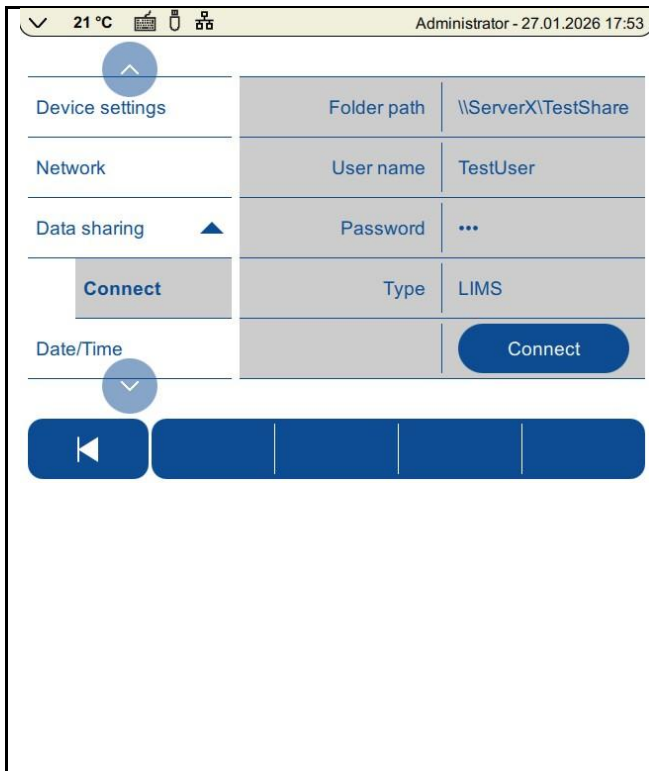 21 °C Administrator - 27.01.2026 17:53
Device settings
Folder path \\ServerX\TestShare
Network
User name TestUser
Data sharing
Password •••
Connect
Type LIMS
Date/Time
Connect